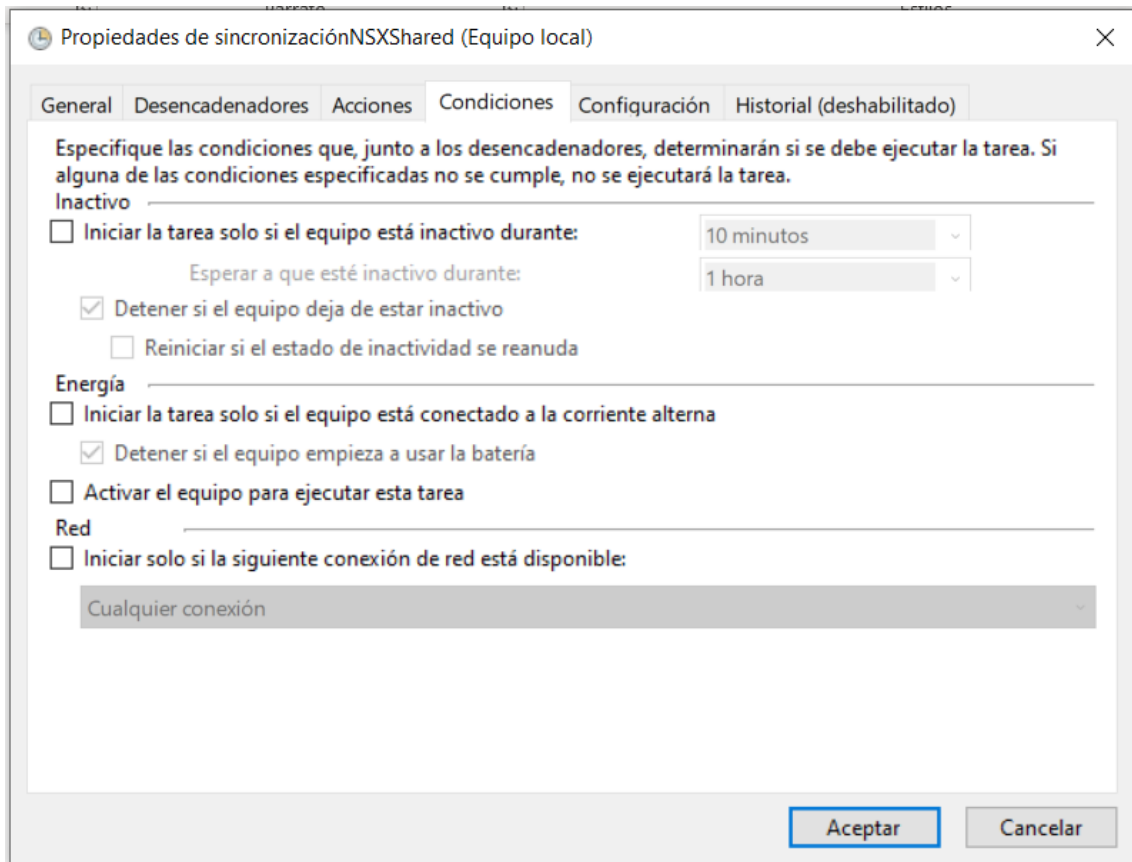 Propiedades de sincronizaciónNSXShared (Equipo local)
General Desencadenadores Acciones Condiciones Configuración Historial (deshabilitado)
Especifique las condiciones que, junto a los desencadenadores, determinarán si se debe ejecutar la tarea. Si
alguna de las condiciones especificadas no se cumple, no se ejecutará la tarea.
Inactivo
Iniciar la tarea solo si el equipo está inactivo durante: 10 minutos
Esperar a que esté inactivo durante: 1 hora
Detener si el equipo deja de estar inactivo
Reiniciar si el estado de inactividad se reanuda
Energía
Iniciar la tarea solo si el equipo está conectado a la corriente alterna
Detener si el equipo empieza a usar la batería
Activar el equipo para ejecutar esta tarea
Red
Iniciar solo si la siguiente conexión de red está disponible:
Cualquier conexión
Aceptar Cancelar